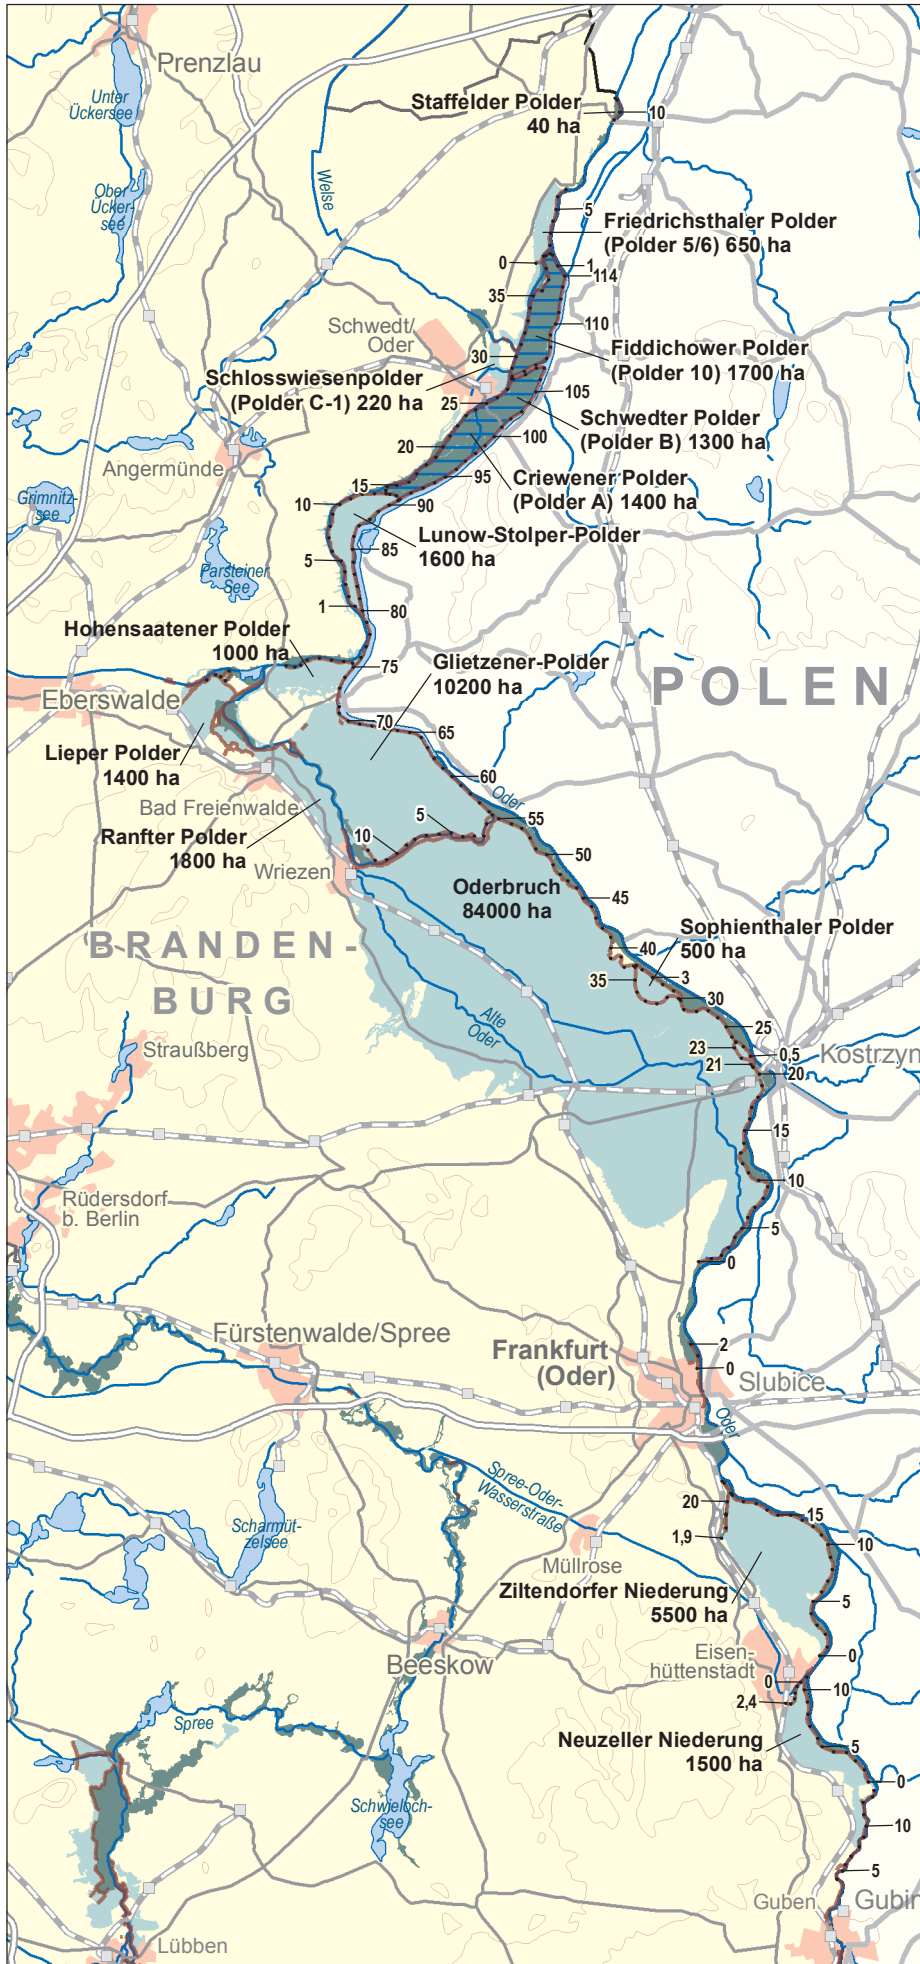 Prenzlau
Unter
Ückersee
Staffelder Polder
40 ha
10
Ober
Ücker-
see
Welse
5
Friedrichsthaler Polder
(Polder 5/6) 650 ha
0
1
114
35
Schwedt/
Oder
110
30
Fiddichower Polder
(Polder 10) 1700 ha
Schlosswiesenpolder
(Polder C-1) 220 ha
25
105
Schwedter Polder
(Polder B) 1300 ha
20
100
Angermünde
95
Criewener Polder
(Polder A) 1400 ha
15
Grimnitz-
see
10
90
Lunow-Stolper-Polder
1600 ha
85
5
Parsteiner
See
1
80
Hohensaatener Polder
1000 ha
75
Glietzener-Polder
10200 ha
POLEN
Eberswalde
70
65
Lieper Polder
1400 ha
60
Oder
Bad Freienwalde
55
Ranfter Polder
1800 ha
5
10
50
Wriezen
Oderbruch
84000 ha
45
Sophienthaler Polder
500 ha
BRANDEN-
BURG
40
35
3
30
Alte
Oder
25
Straußberg
23
0,5
Kostrzyn
21
20
15
Rüdersdorf
b. Berlin
10
5
0
Fürstenwalde/Spree
2
Frankfurt
(Oder)
0
Slubice
Oder
Spree-Oder-
Wasserstraße
20
15
Scharmüt-
zelsee
1,9
10
Müllrose
Ziltendorfer Niederung
5500 ha
5
Eisen-
hüttenstadt
0
Beeskow
0
10
2,4
Spree
Neuzeller Niederung
1500 ha
5
0
Schwieloch-
see
10
5
Guben
Gubin
Lübben